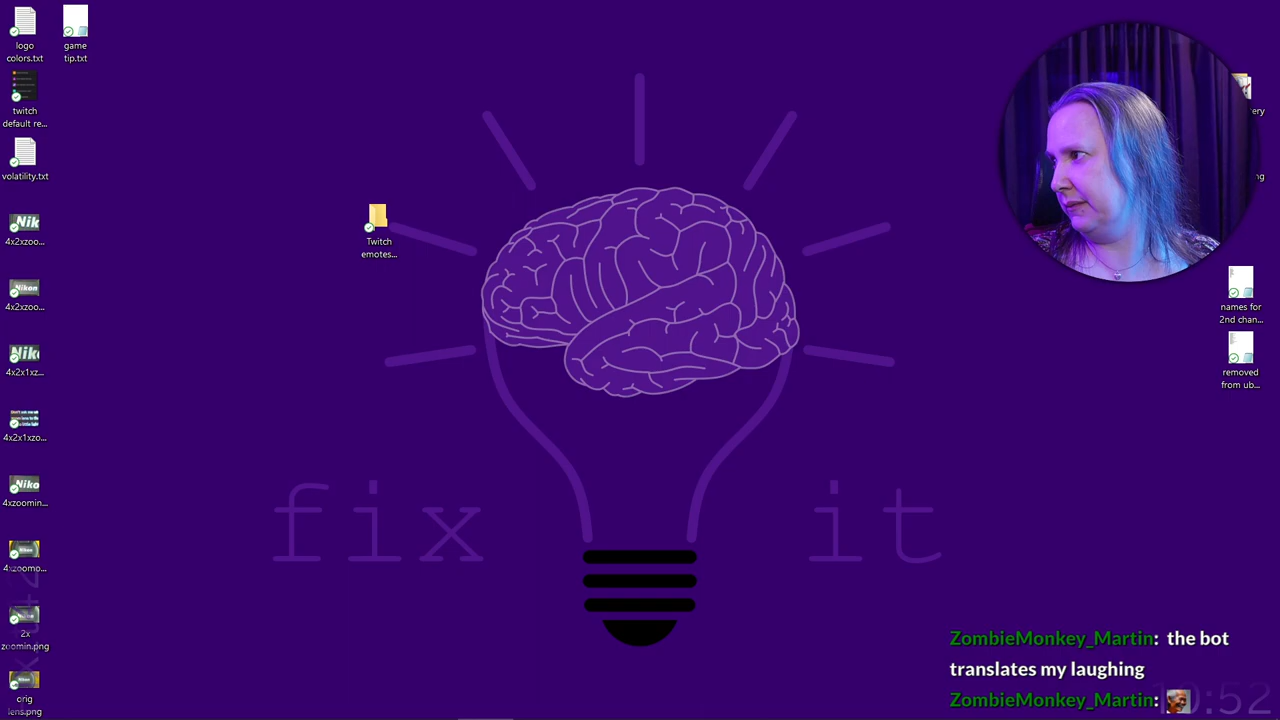 logo
colors.txt
game
tip.txt
twitch
default re...
volatility.txt
4x2xzoo...
4x2xzoo...
4x2x1xz...
4x2x1xzo...
4xzoomin...
4xzoomo...
2x
zoomin.png
orig
lens.png
Twitch
emotes...
fix it
names for
2nd chan...
removed
from ub...
ZombieMonkey_Martin: the bot
translates my laughing
ZombieMonkey_Martin: